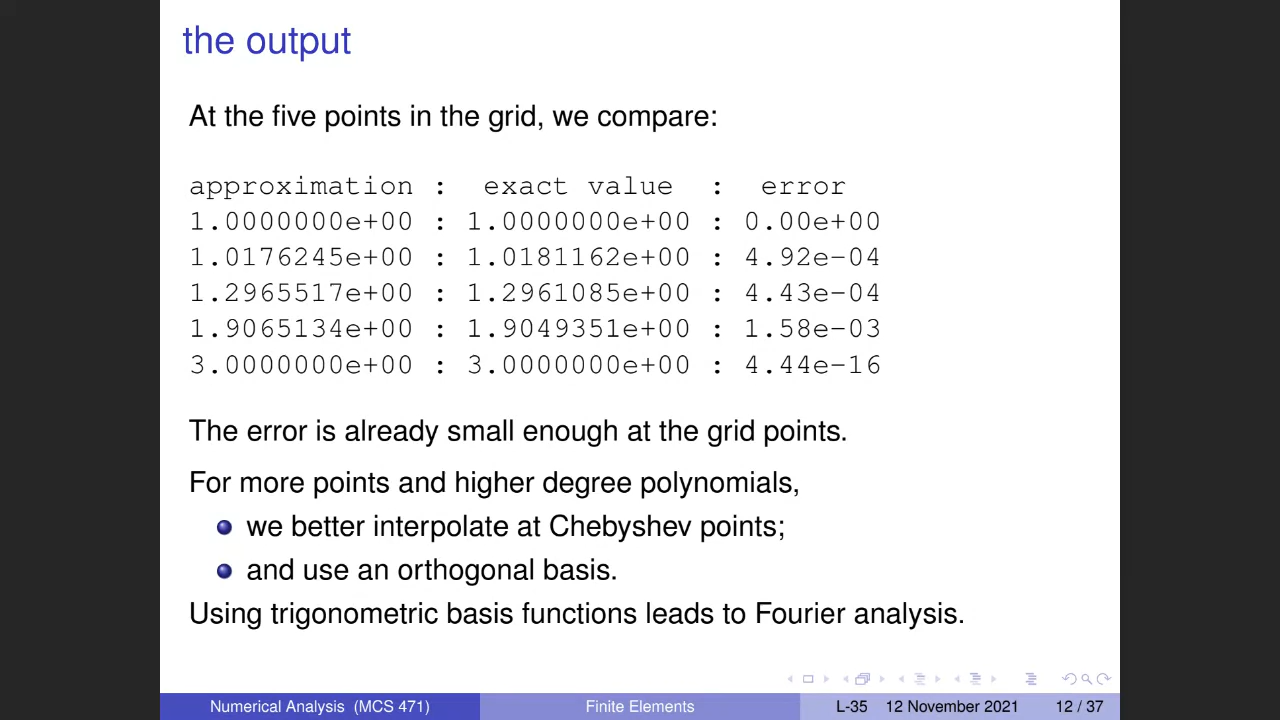 the output
At the five points in the grid, we compare:
approximation : exact value : error
1.0000000e+00 : 1.0000000e+00 : 0.00e+00
1.0176245e+00 : 1.0181162e+00 : 4.92e-04
1.2965517e+00 : 1.2961085e+00 : 4.43e-04
1.9065134e+00 : 1.9049351e+00 : 1.58e-03
3.0000000e+00 : 3.0000000e+00 : 4.44e-16
The error is already small enough at the grid points.
For more points and higher degree polynomials,
we better interpolate at Chebyshev points;
and use an orthogonal basis.
Using trigonometric basis functions leads to Fourier analysis.
Numerical Analysis (MCS 471) Finite Elements L-35 12 November 2021 12 / 37